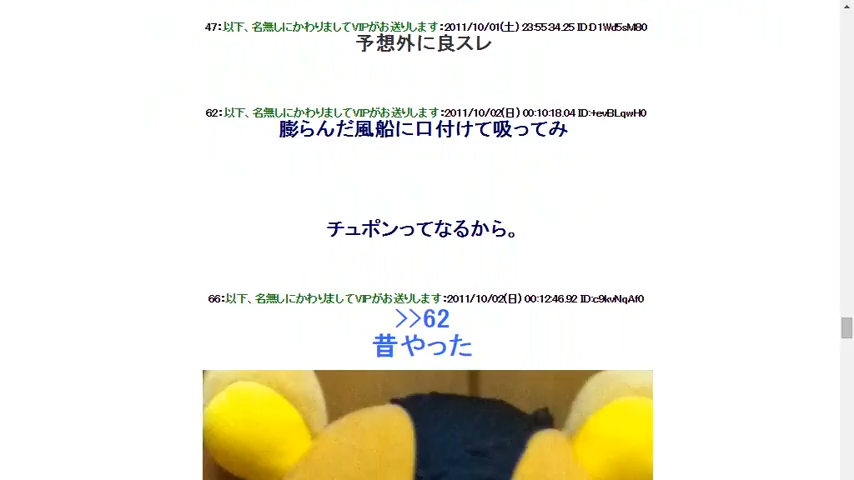 47:以下、名無しにかわりましてVIPがお送りします:2011/10/01(土) 23:55:34.25 ID:D1Wd5sM80
予想外に良スレ
62:以下、名無しにかわりましてVIPがお送りします:2011/10/02(日) 00:10:18.04 ID:+evBLqwH0
膨らんだ風船に口付けて吸ってみ
チュポンってなるから。
66:以下、名無しにかわりましてVIPがお送りします:2011/10/02(日) 00:12:46.92 ID:c9kvNqAf0
>>62
昔やった